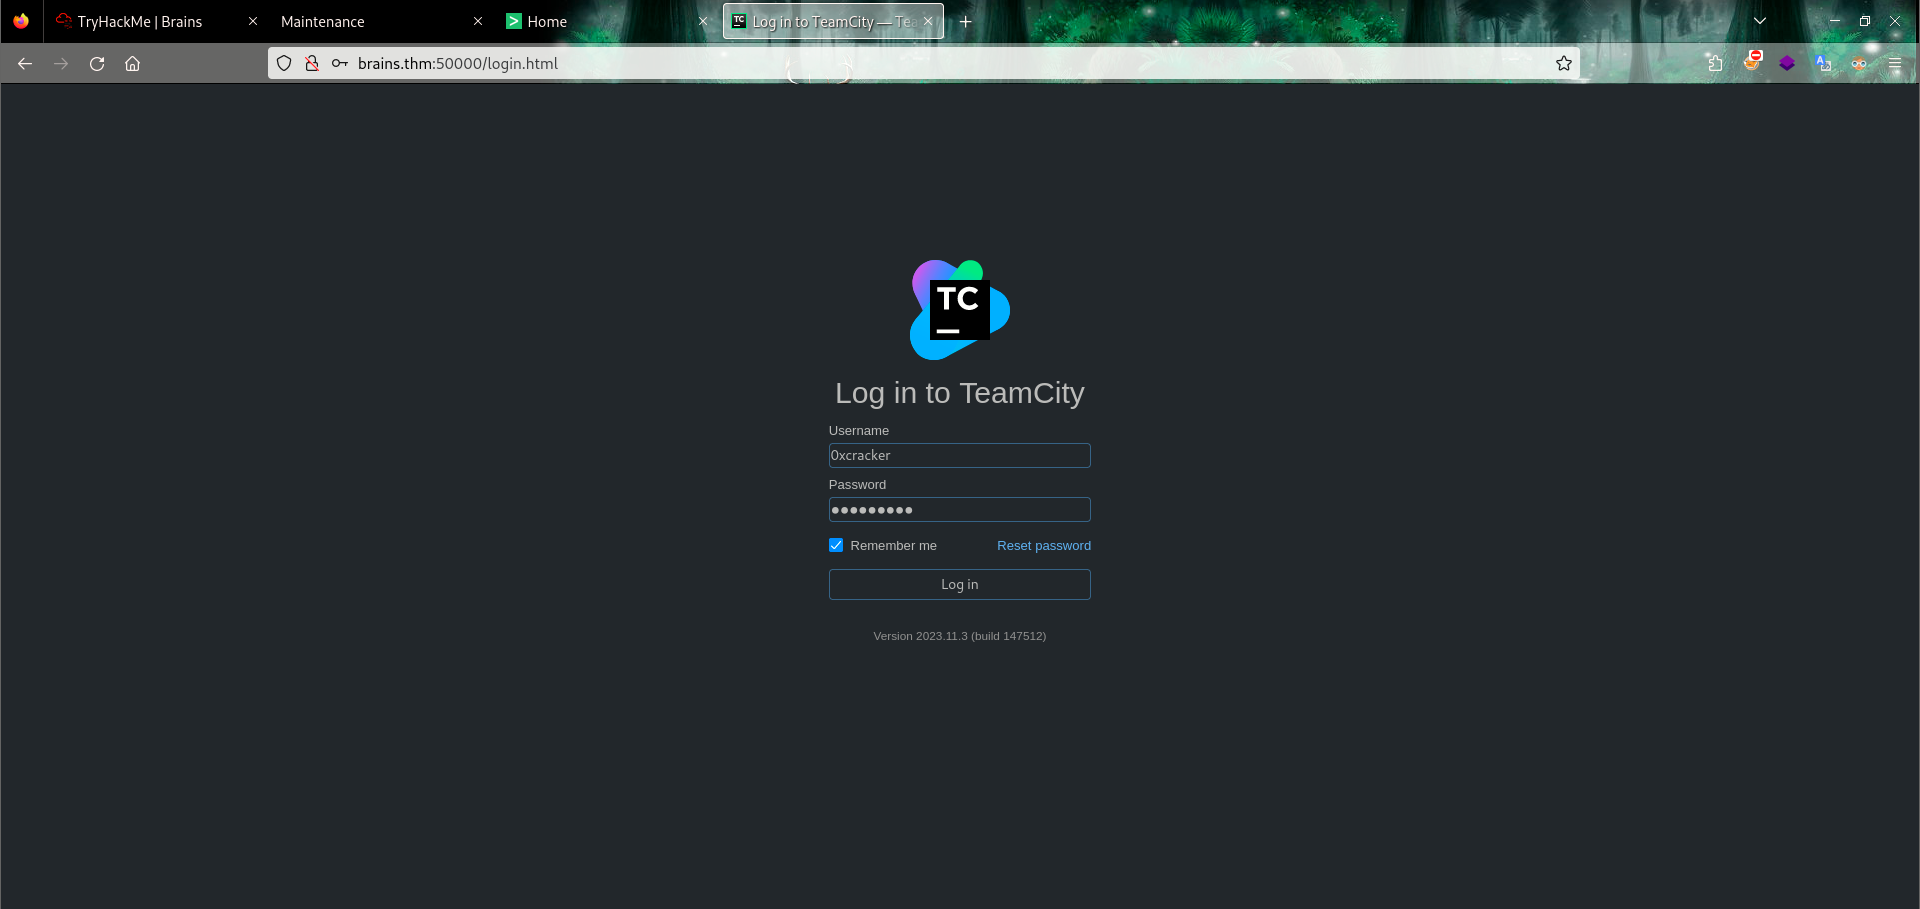 TryHackMe | Brains
Maintenance
Home
TC
Log in to TeamCity — Tea
brains.thm:50000/login.html
TC
Log in to TeamCity
Username
0xcracker
Password
●●●●●●●●●
Remember me
Reset password
Log in
Version 2023.11.3 (build 147512)